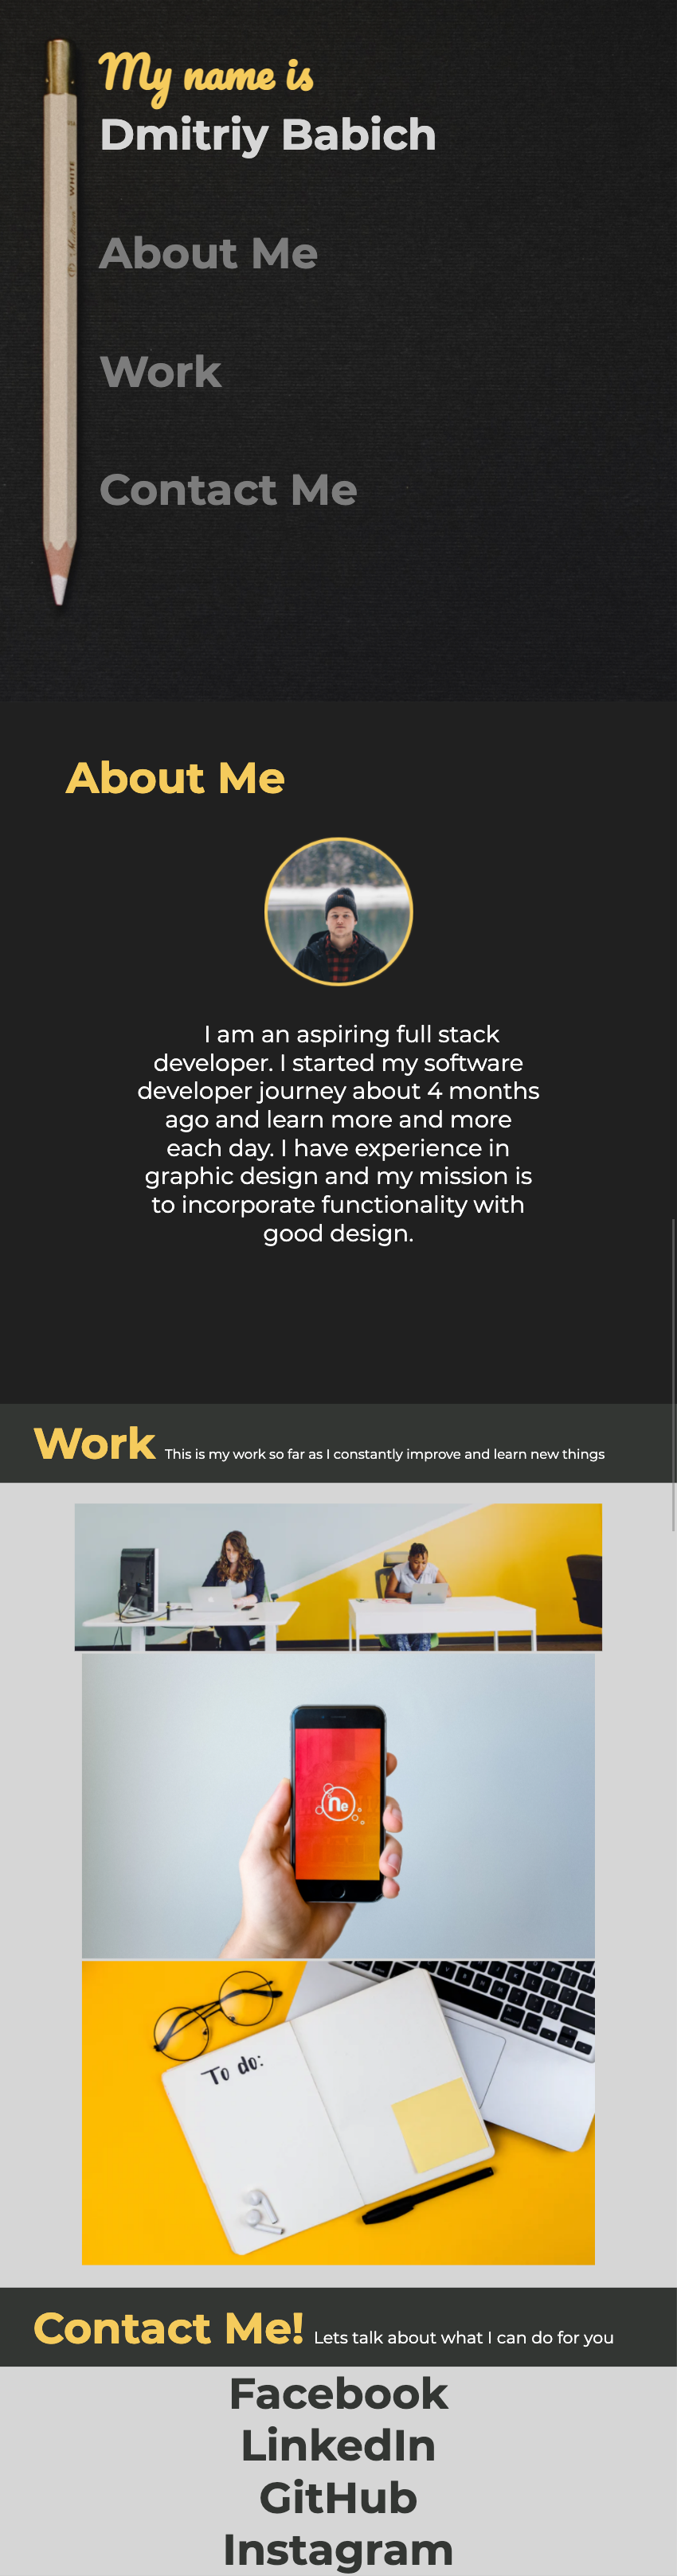 My name is
Dmitriy Babich
WHITE
About Me
Work
Contact Me
About Me
I am an aspiring full stack
developer. I started my software
developer journey about 4 months
ago and learn more and more
each day. I have experience in
graphic design and my mission is
to incorporate functionality with
good design.
Work This is my work so far as I constantly improve and learn new things
ne
To do:
Contact Me! Lets talk about what I can do for you
Facebook
LinkedIn
GitHub
Instagram